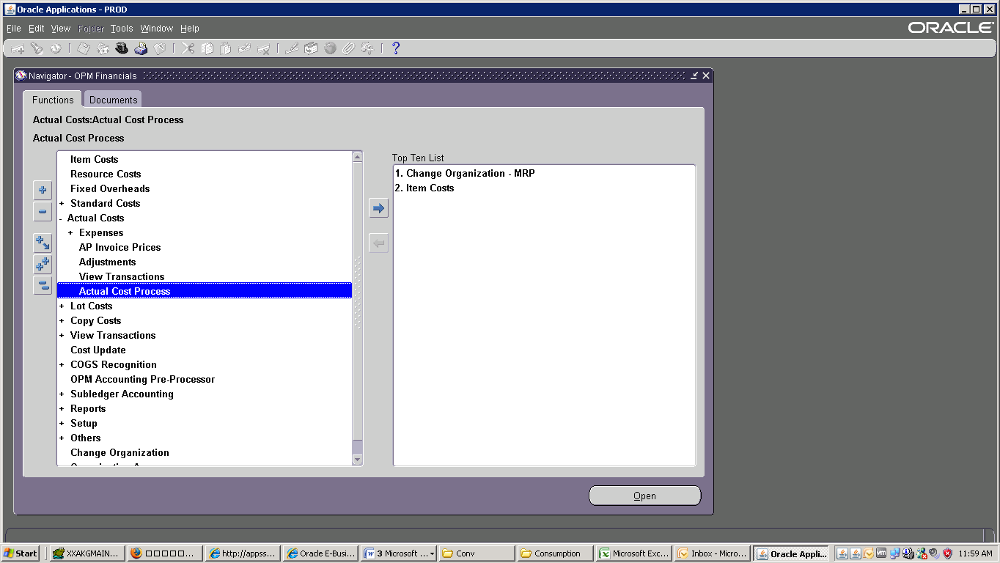 Oracle Applications - PROD
File Edit View Folder Tools Window Help
ORACLE
Navigator - OPM Financials
Functions Documents
Actual Costs:Actual Cost Process
Actual Cost Process
Item Costs
Resource Costs
Fixed Overheads
+ Standard Costs
- Actual Costs
+ Expenses
AP Invoice Prices
Adjustments
View Transactions
Actual Cost Process
+ Lot Costs
+ Copy Costs
+ View Transactions
Cost Update
+ COGS Recognition
OPM Accounting Pre-Processor
+ Subledger Accounting
+ Reports
+ Setup
+ Others
Change Organization
Top Ten List
1. Change Organization - MRP
2. Item Costs
Open
Start XXAKGMAIN... http://appss... Oracle E-Busi... 3 Microsoft ... Conv Consumption Microsoft Exc... Inbox - Micro... Oracle Appli... 11:59 AM